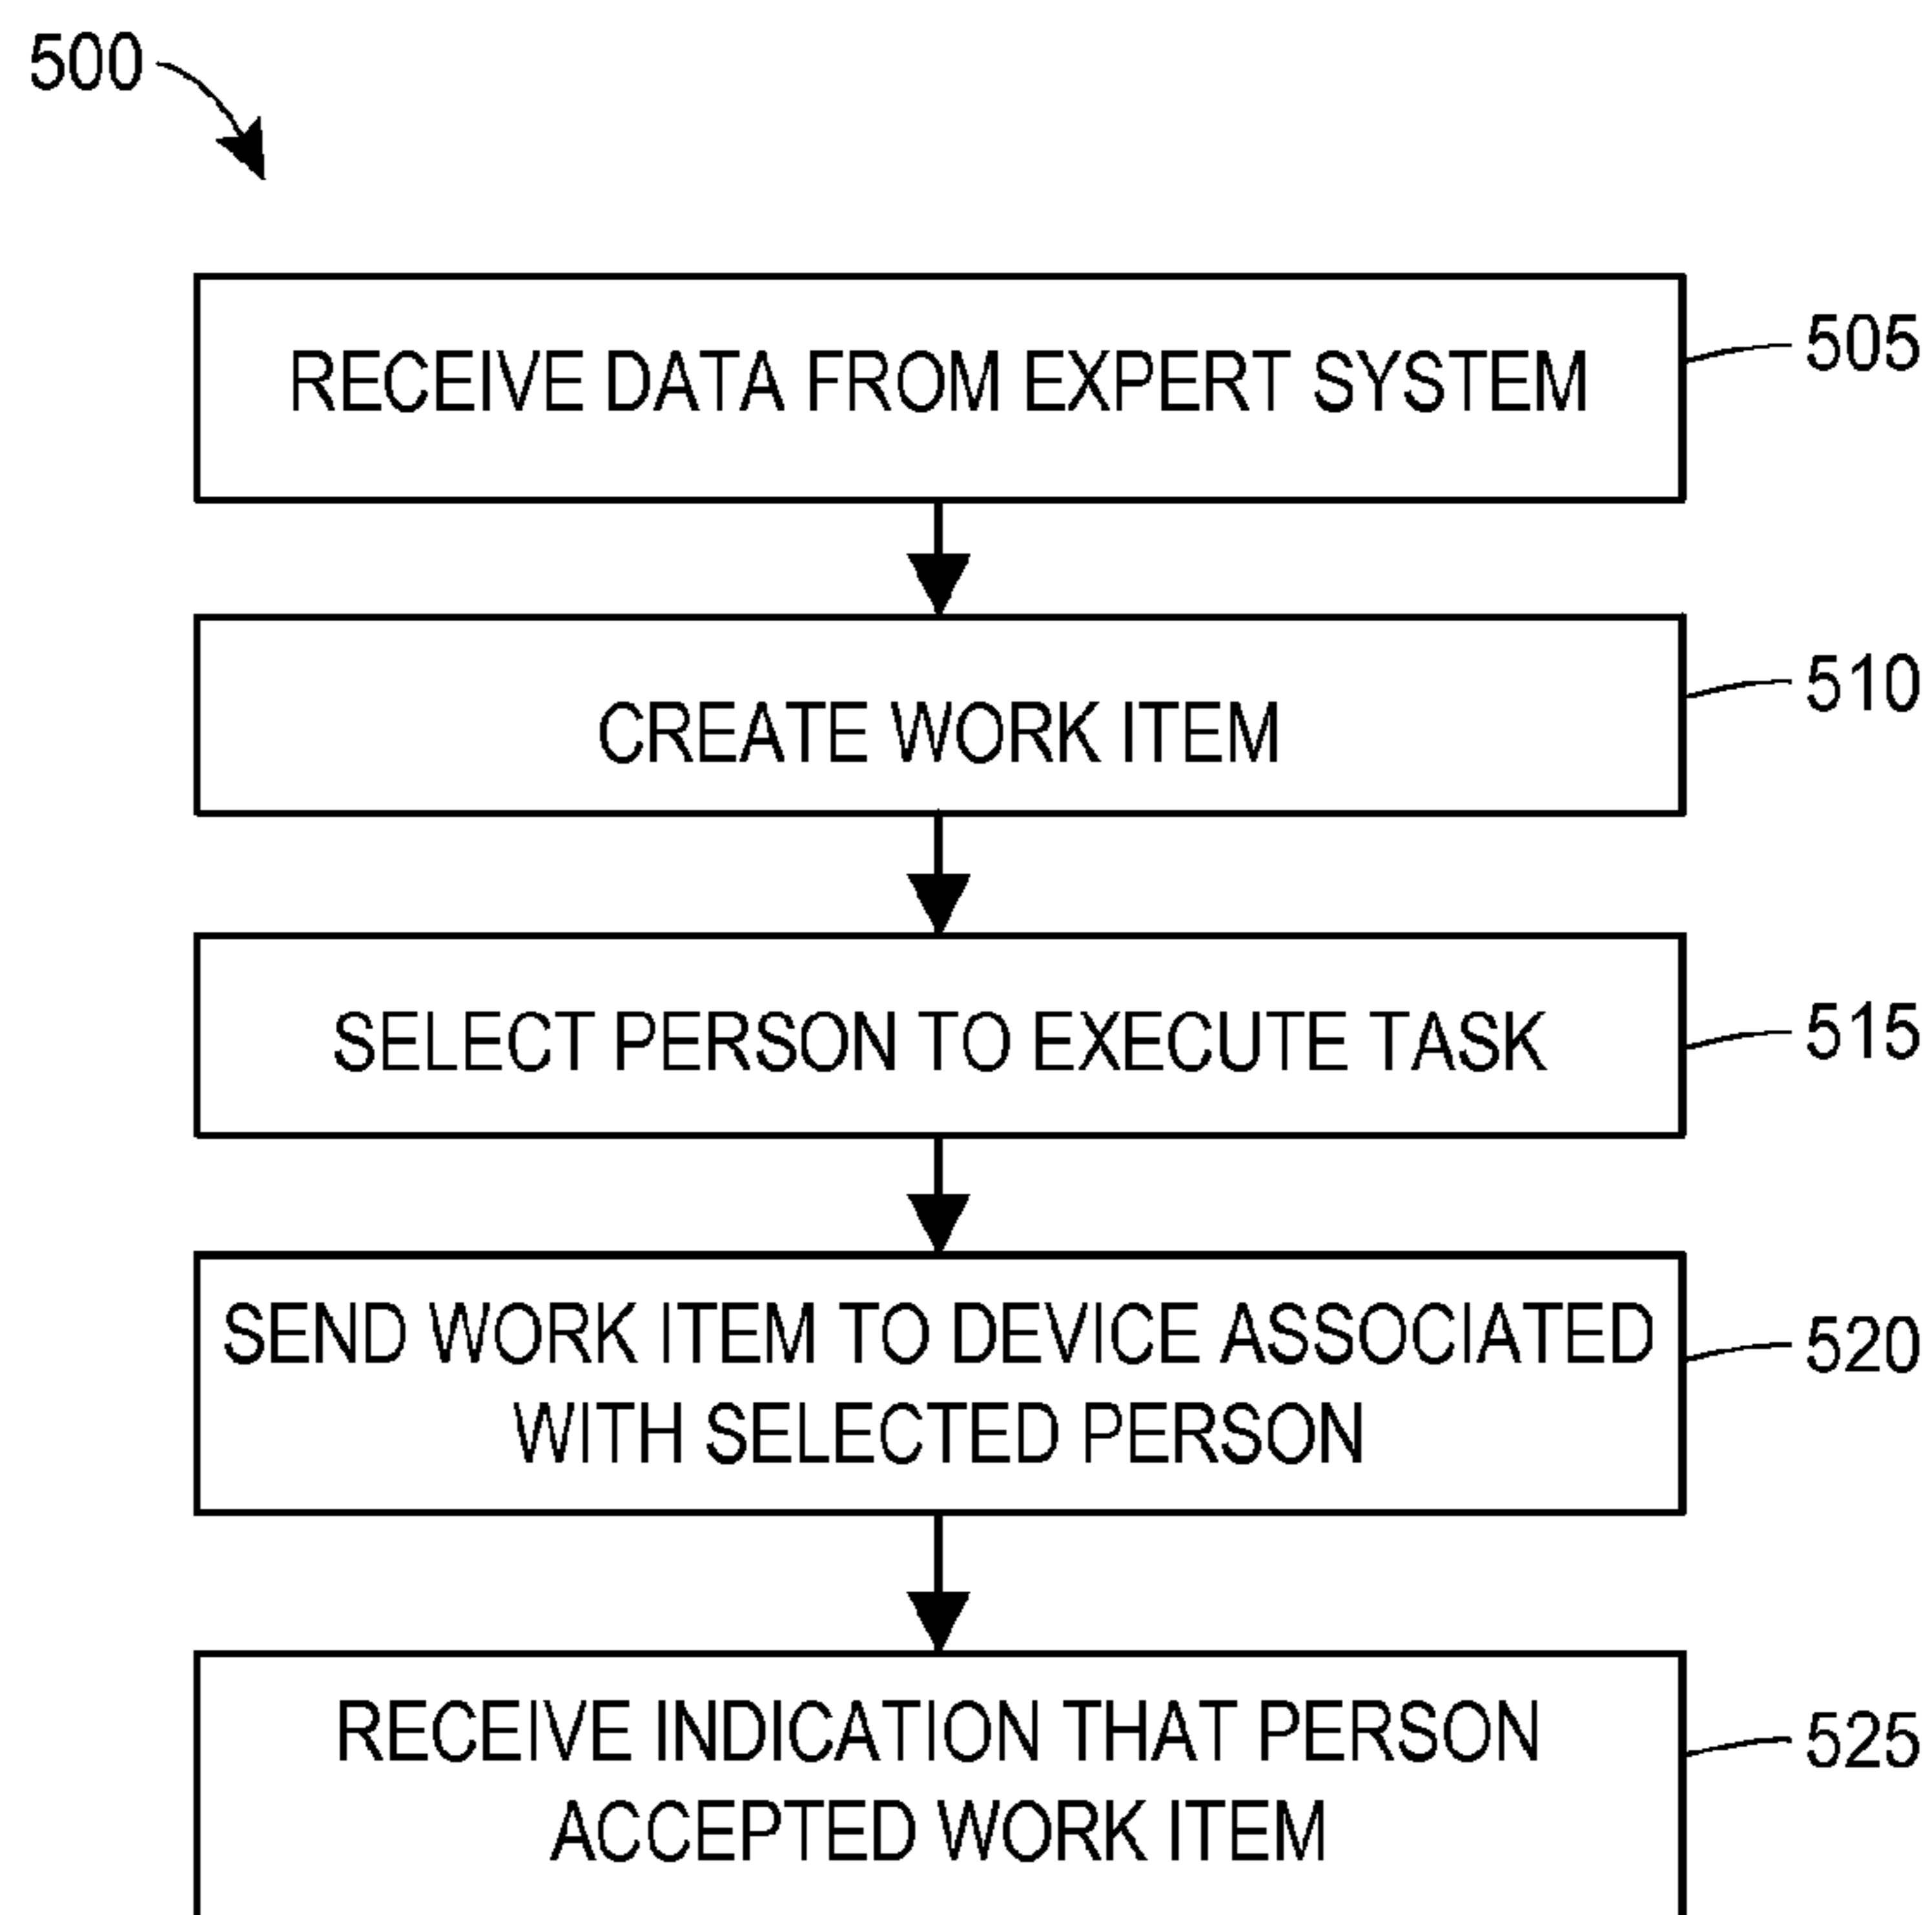 500
RECEIVE DATA FROM EXPERT SYSTEM
505
CREATE WORK ITEM
510
SELECT PERSON TO EXECUTE TASK
515
SEND WORK ITEM TO DEVICE ASSOCIATED
WITH SELECTED PERSON
520
RECEIVE INDICATION THAT PERSON
ACCEPTED WORK ITEM
525